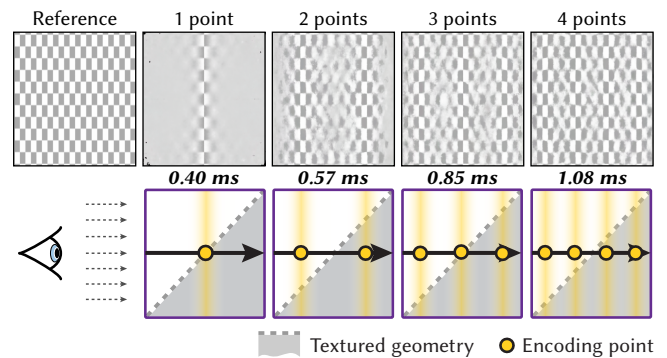 Reference 1 point 2 points 3 points 4 points
0.40 ms 0.57 ms 0.85 ms 1.08 ms
Textured geometry Encoding point